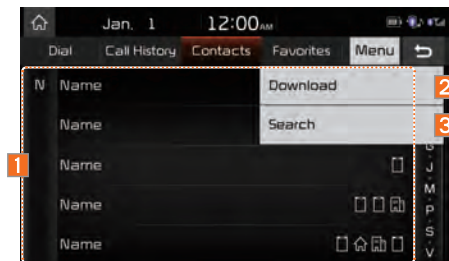 Jan. 1 12:00AM
Dial Call History Contacts Favorites Menu
N Name Download 2
Name Search 3
G
1 Name J
M
Name P
S
Name V